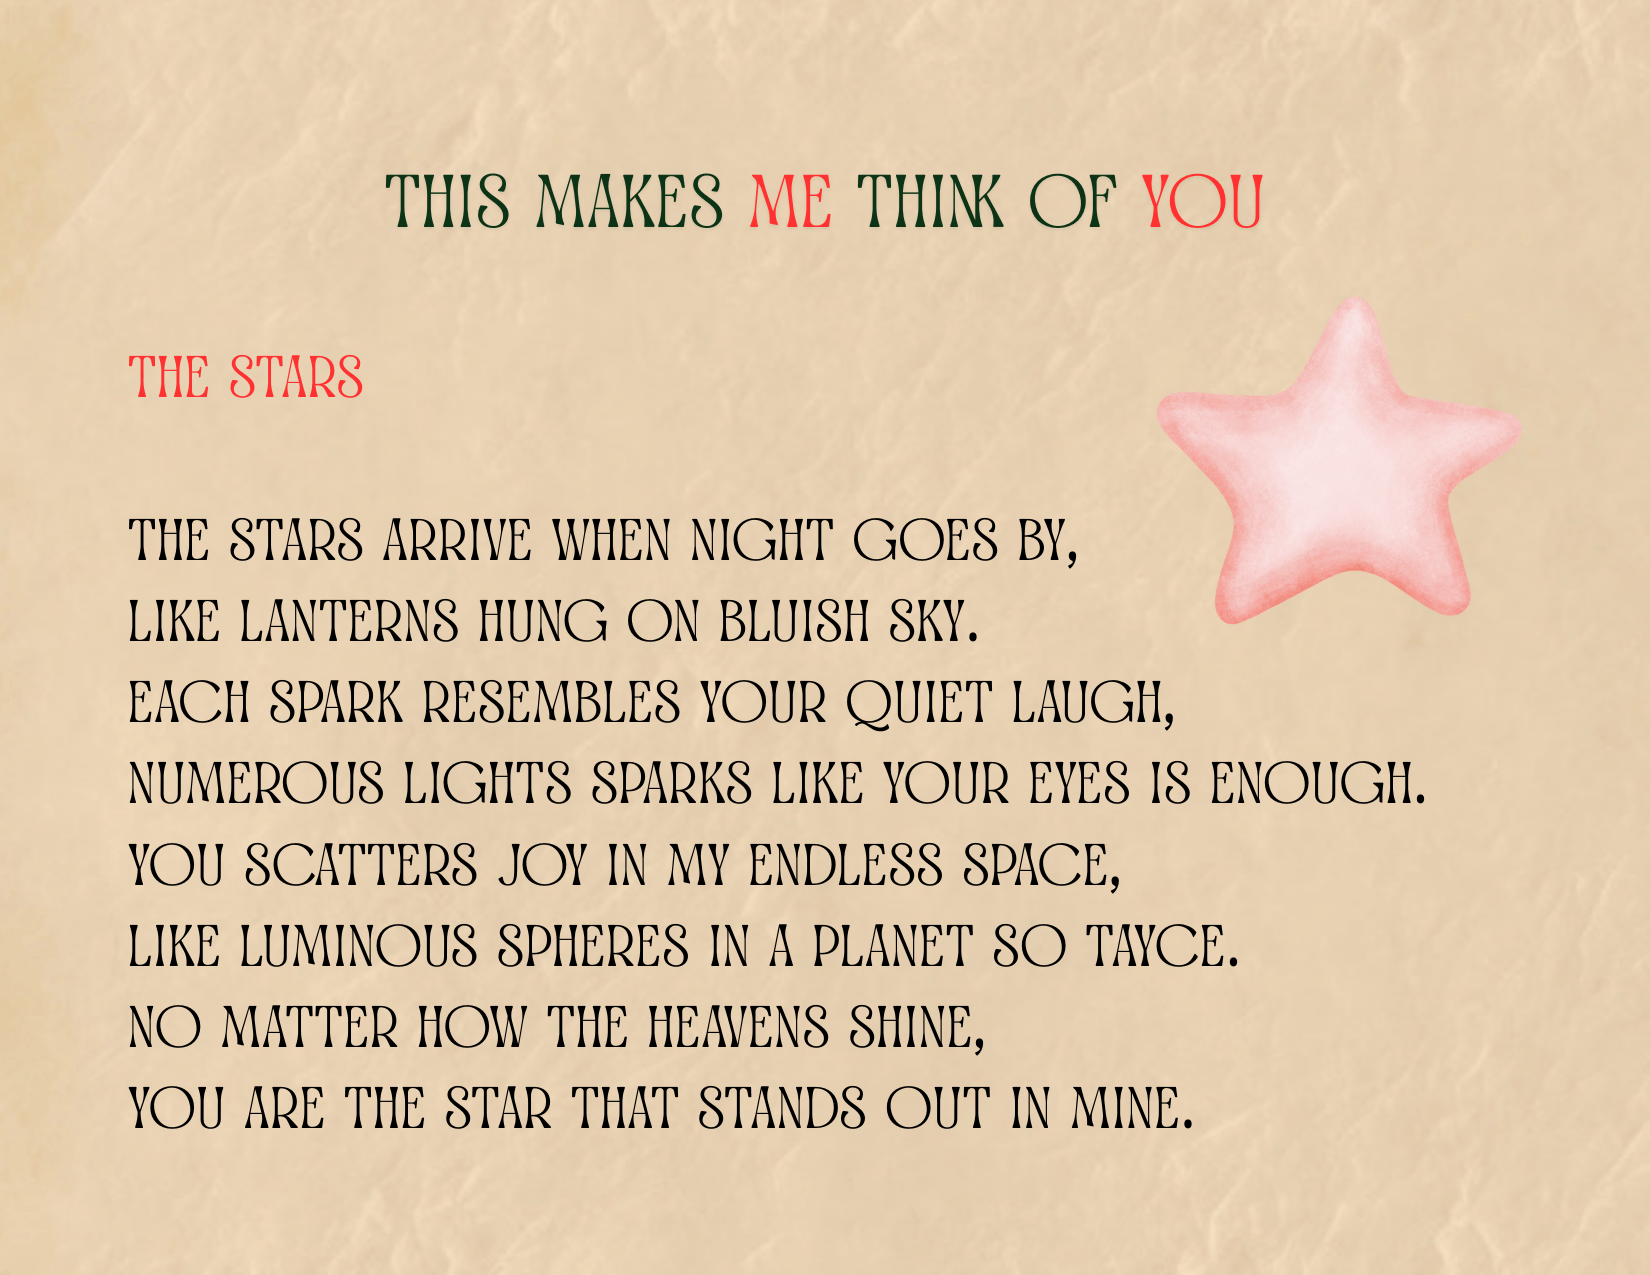 THIS MAKES ME THINK OF YOU
THE STARS
THE STARS ARRIVE WHEN NIGHT GOES BY,
LIKE LANTERNS HUNG ON BLUISH SKY.
EACH SPARK RESEMBLES YOUR QUIET LAUGH,
NUMEROUS LIGHTS SPARKS LIKE YOUR EYES IS ENOUGH.
YOU SCATTERS JOY IN MY ENDLESS SPACE,
LIKE LUMINOUS SPHERES IN A PLANET SO TAYCE.
NO MATTER HOW THE HEAVENS SHINE,
YOU ARE THE STAR THAT STANDS OUT IN MINE.